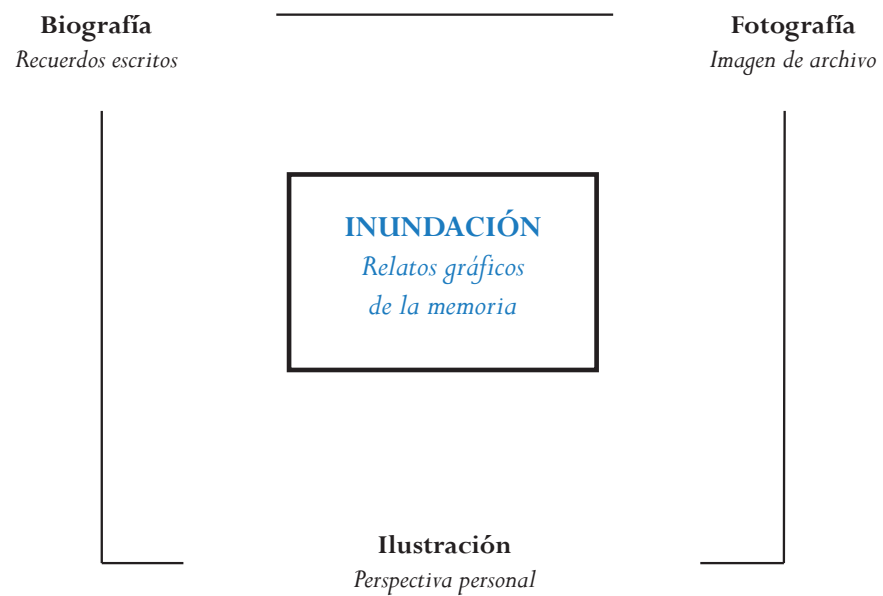 Biografía
Recuerdos escritos
Fotografía
Imagen de archivo
INUNDACIÓN
Relatos gráficos
de la memoria
Ilustración
Perspectiva personal